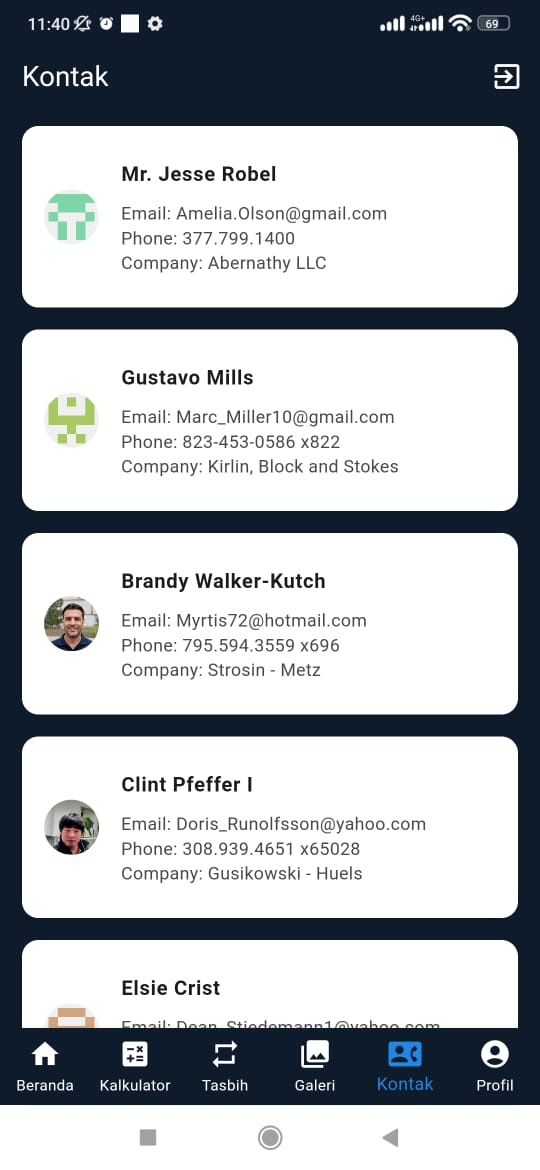 11:40
4G+
69
Kontak
Mr. Jesse Robel
Email: Amelia.Olson@gmail.com
Phone: 377.799.1400
Company: Abernathy LLC
Gustavo Mills
Email: Marc_Miller10@gmail.com
Phone: 823-453-0586 x822
Company: Kirlin, Block and Stokes
Brandy Walker-Kutch
Email: Myrtis72@hotmail.com
Phone: 795.594.3559 x696
Company: Strosin - Metz
Clint Pfeffer I
Email: Doris_Runolfsson@yahoo.com
Phone: 308.939.4651 x65028
Company: Gusikowski - Huels
Elsie Crist
Email: Dean_Stiedemann1@yahoo.com
Beranda Kalkulator Tasbih Galeri Kontak Profil